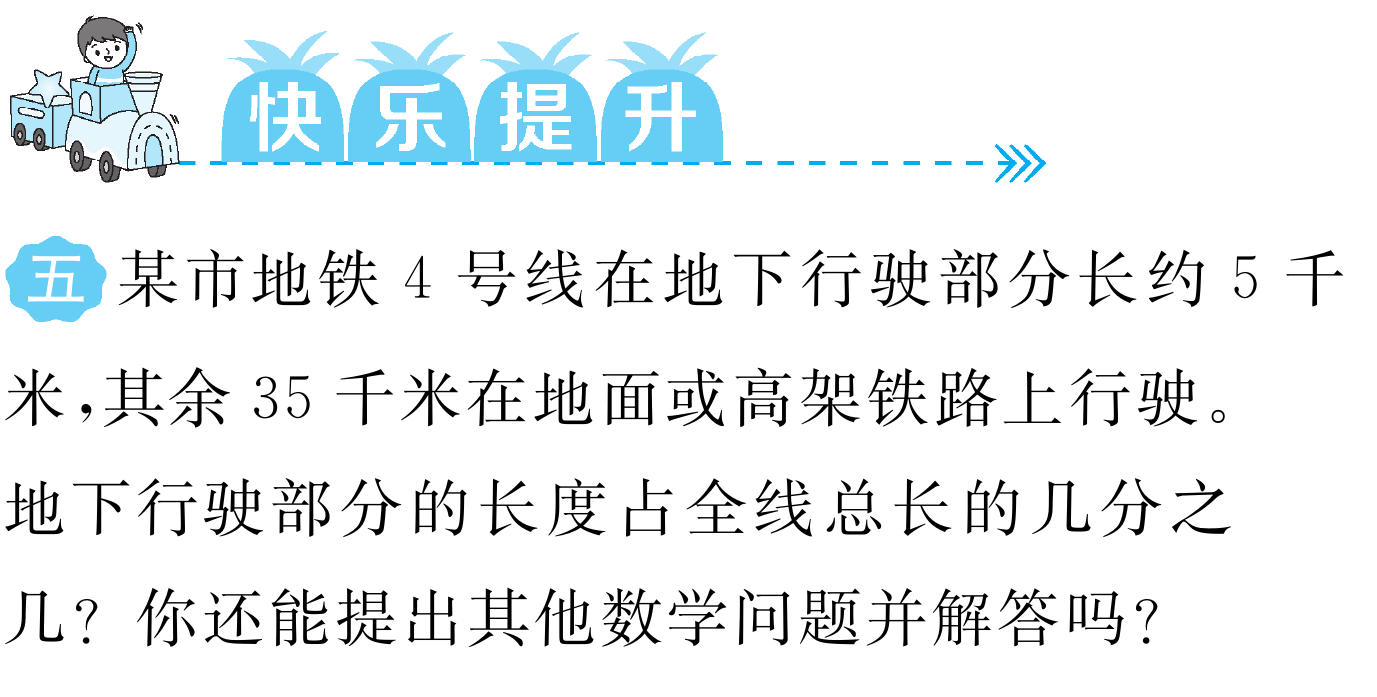 快乐提升
五 某市地铁 4 号线在地下行驶部分长约 5 千
米,其余 35 千米在地面或高架铁路上行驶。
地下行驶部分的长度占全线总长的几分之
几? 你还能提出其他数学问题并解答吗?